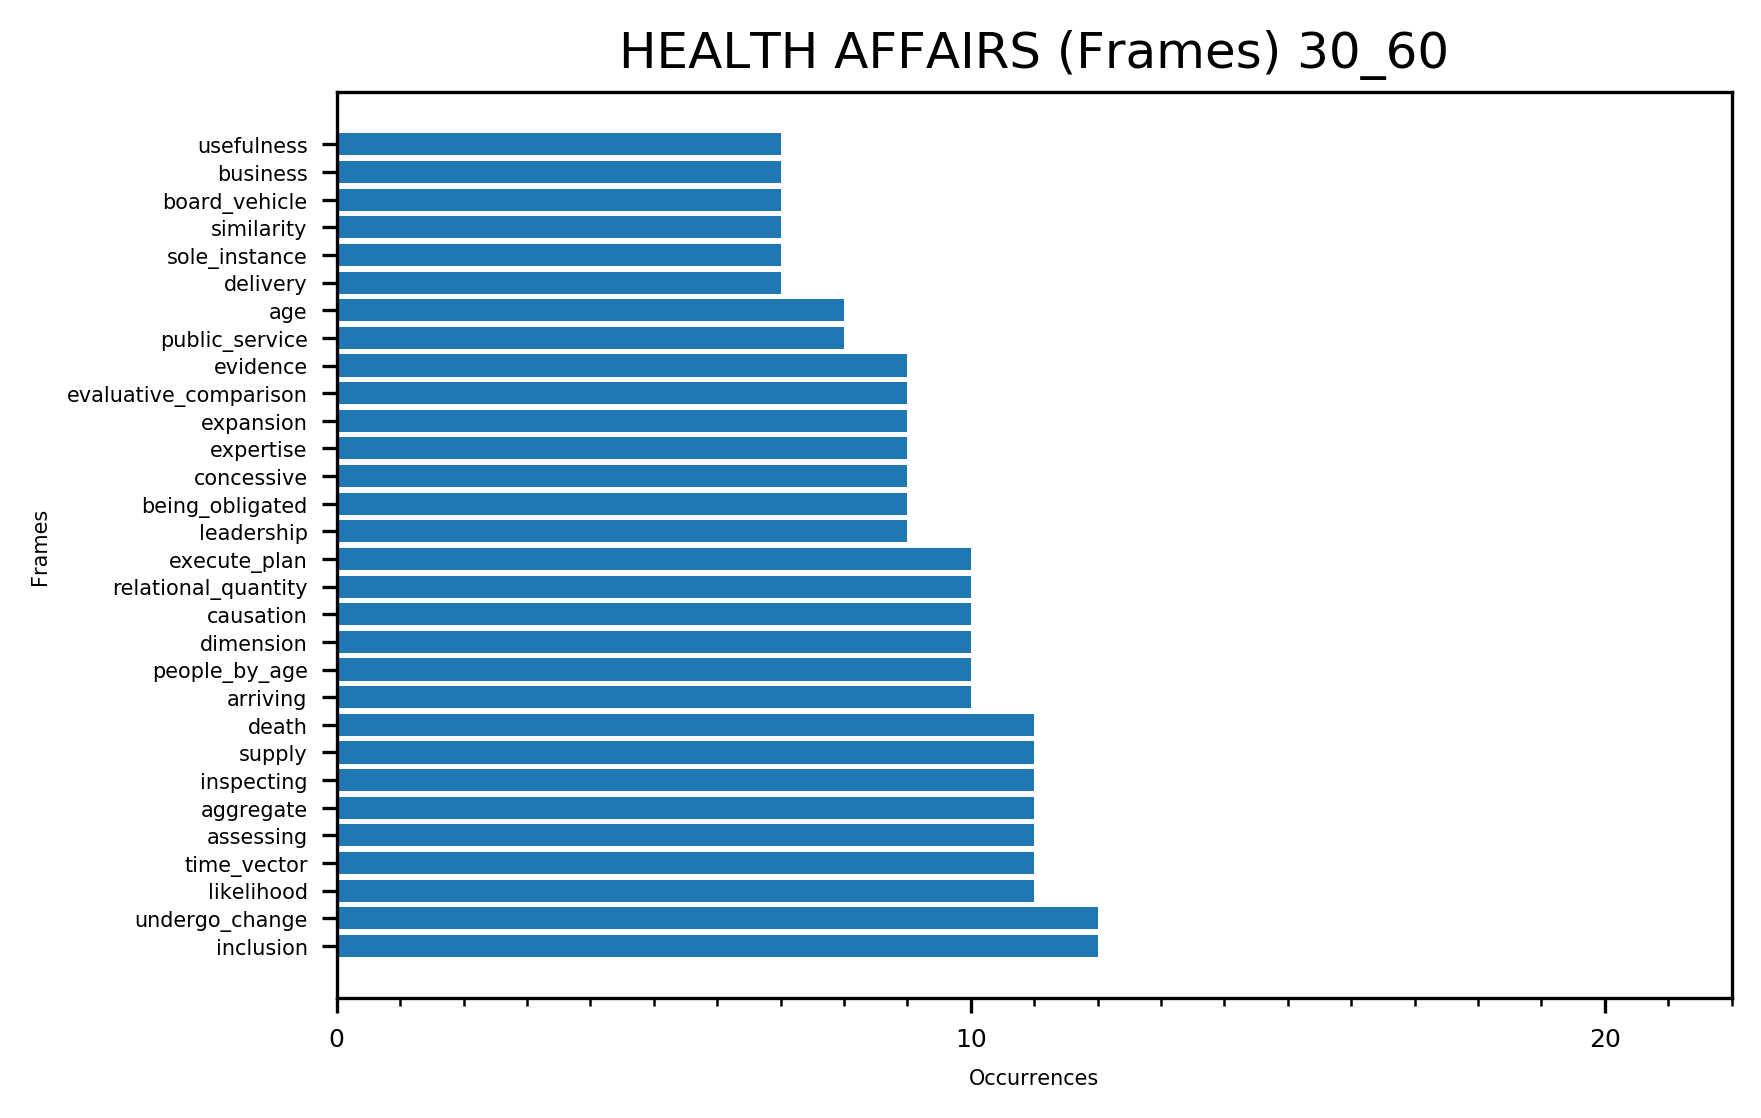 HEALTH AFFAIRS (Frames) 30_60
usefulness
business
board_vehicle
similarity
sole_instance
delivery
age
public_service
evidence
evaluative_comparison
expansion
expertise
concessive
being_obligated
leadership
execute_plan
relational_quantity
causation
dimension
people_by_age
arriving
death
supply
inspecting
aggregate
assessing
time_vector
likelihood
undergo_change
inclusion
Frames
0 10 20
Occurrences